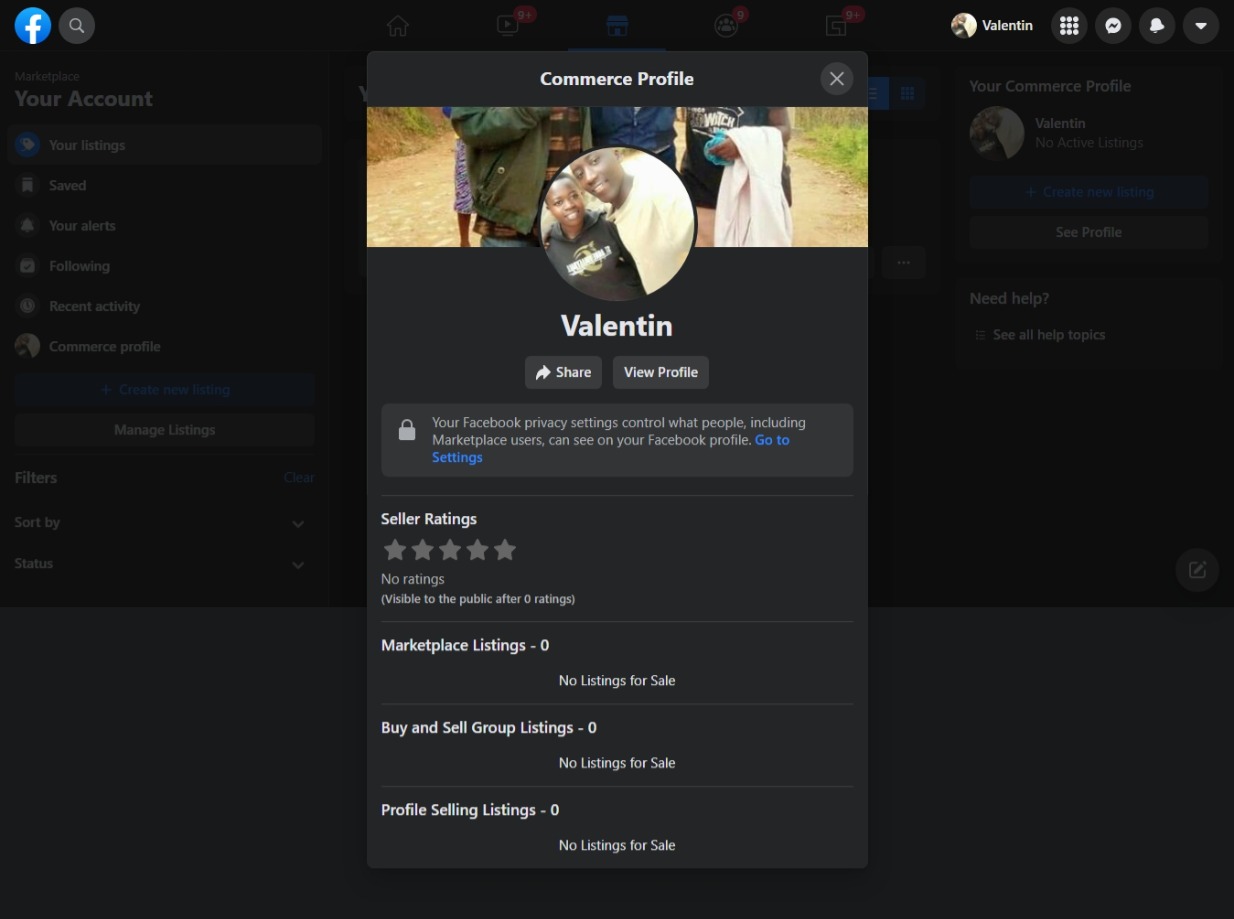 9+
9
9+
Valentin
Marketplace
Your Account
Your listings
Saved
Your alerts
Following
Recent activity
Commerce profile
+ Create new listing
Manage Listings
Filters
Clear
Sort by
Status
Commerce Profile
WITCH
Valentin
Share
View Profile
Your Facebook privacy settings control what people, including
Marketplace users, can see on your Facebook profile. Go to
Settings
Seller Ratings
No ratings
(Visible to the public after 0 ratings)
Marketplace Listings - 0
No Listings for Sale
Buy and Sell Group Listings - 0
No Listings for Sale
Profile Selling Listings - 0
No Listings for Sale
Your Commerce Profile
Valentin
No Active Listings
+ Create new listing
See Profile
Need help?
See all help topics